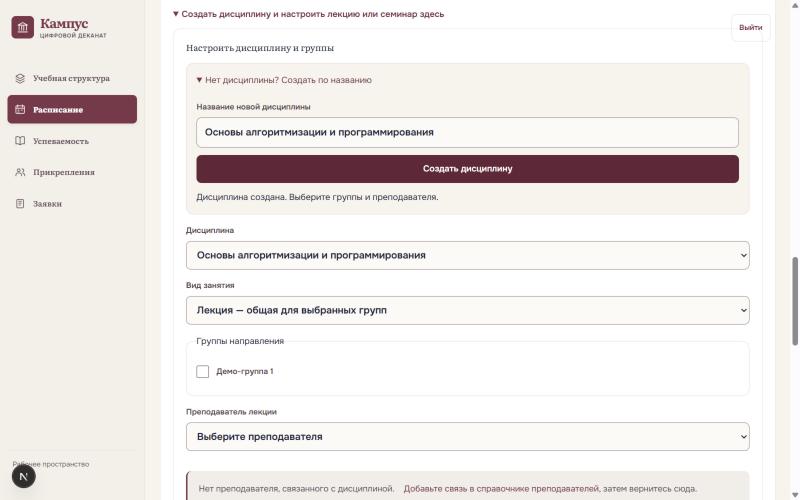 Кампус
ЦИФРОВОЙ ДЕКАНАТ
Учебная структура
Расписание
Успеваемость
Прикрепления
Заявки
Рабочее пространство
N
Выйти
▼ Создать дисциплину и настроить лекцию или семинар здесь
Настроить дисциплину и группы
▼ Нет дисциплины? Создать по названию
Название новой дисциплины
Основы алгоритмизации и программирования
Создать дисциплину
Дисциплина создана. Выберите группы и преподавателя.
Дисциплина
Основы алгоритмизации и программирования
Вид занятия
Лекция — общая для выбранных групп
Группы направления
Демо-группа 1
Преподаватель лекции
Выберите преподавателя
Нет преподавателя, связанного с дисциплиной. Добавьте связь в справочнике преподавателей, затем вернитесь сюда.